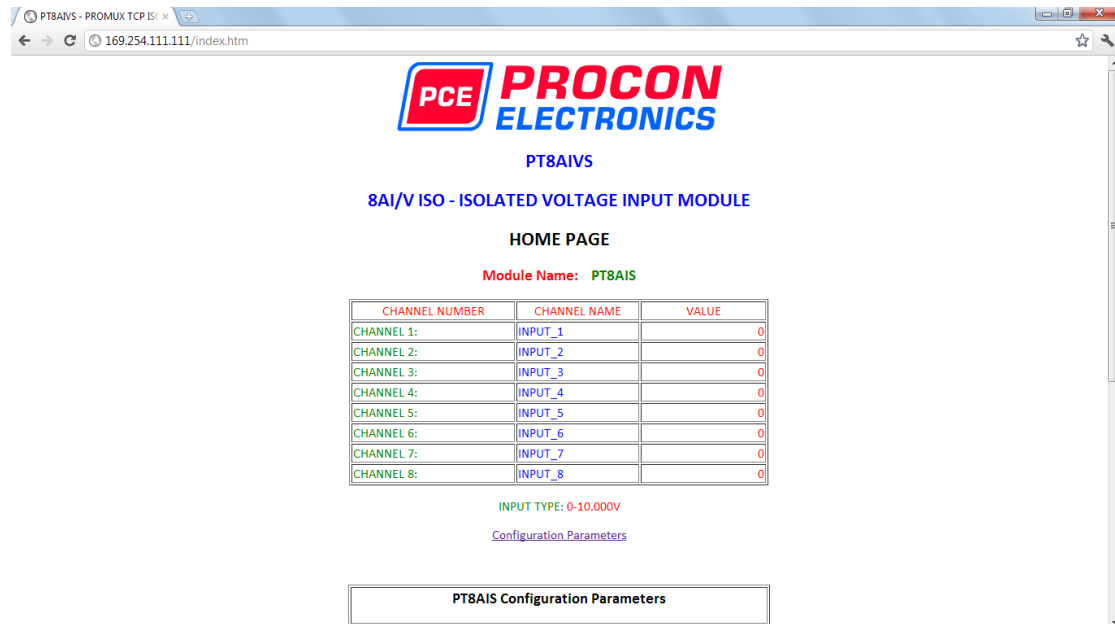 PT8AIVS - PROMUX TCP IS
169.254.111.111/index.htm
PCE PROCON
ELECTRONICS
PT8AIVS
8AI/V ISO - ISOLATED VOLTAGE INPUT MODULE
HOME PAGE
Module Name: PT8AIS
CHANNEL NUMBER CHANNEL NAME VALUE
CHANNEL 1: INPUT_1 0
CHANNEL 2: INPUT_2 0
CHANNEL 3: INPUT_3 0
CHANNEL 4: INPUT_4 0
CHANNEL 5: INPUT_5 0
CHANNEL 6: INPUT_6 0
CHANNEL 7: INPUT_7 0
CHANNEL 8: INPUT_8 0
INPUT TYPE: 0-10.000V
Configuration Parameters
PT8AIS Configuration Parameters